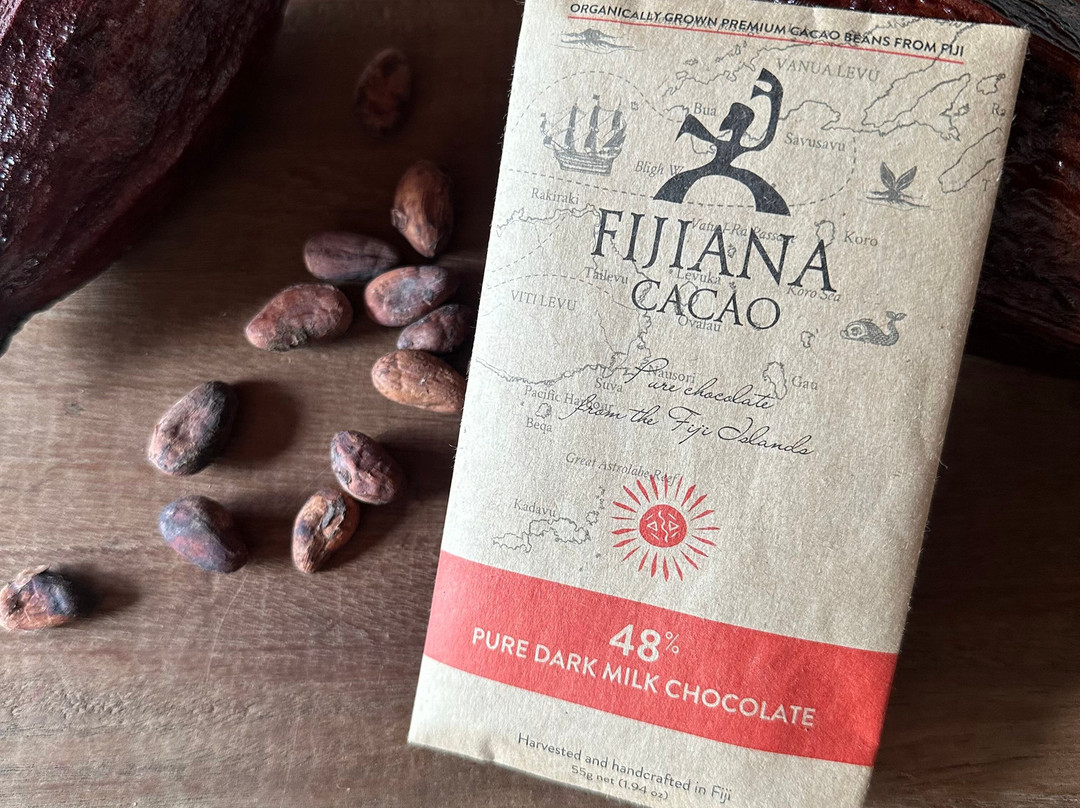 ORGANICALLY GROWN PREMIUM CACAO BEANS FROM FIJI
VANUA LEVU
Bua
Savusavu
Bligh
Rakiraki
Koro
FIJIANA
Koro Sea
Levuka
CACAO
VITI LEVU
Ovalau
Nausori
Gau
Suva
Pure chocolate
Pacific Harbour
from the Fiji Islands
Beqa
Great Astrolabe Reef
Kadavu
48%
PURE DARK MILK CHOCOLATE
Harvested and handcrafted in Fiji
55g net (1.94 oz)